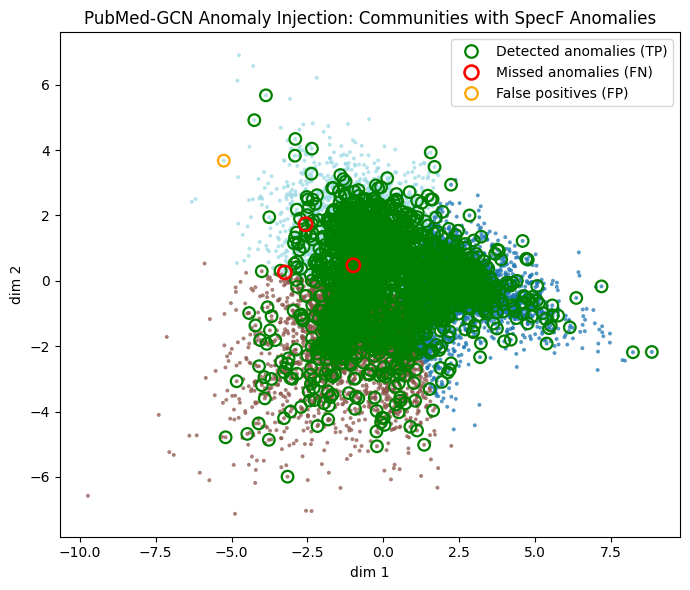 PubMed-GCN Anomaly Injection: Communities with SpecF Anomalies
Detected anomalies (TP)
Missed anomalies (FN)
False positives (FP)
6
4
2
0
−2
−4
−6
dim 2
−10.0 −7.5 −5.0 −2.5 0.0 2.5 5.0 7.5
dim 1